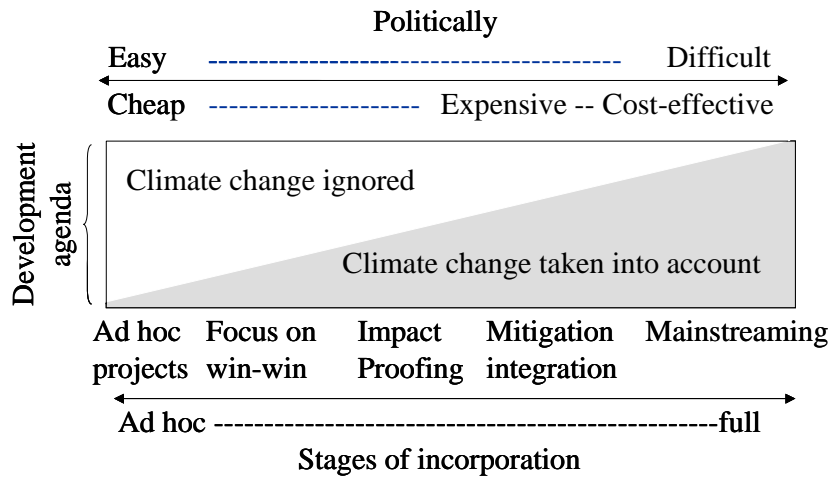 Politically
Easy ------------------------------------------ Difficult
Cheap --------------------- Expensive -- Cost-effective
Development
agenda
Climate change ignored
Climate change taken into account
Ad hoc Focus on Impact Mitigation Mainstreaming
projects win-win Proofing integration
Ad hoc --------------------------------------------------full
Stages of incorporation